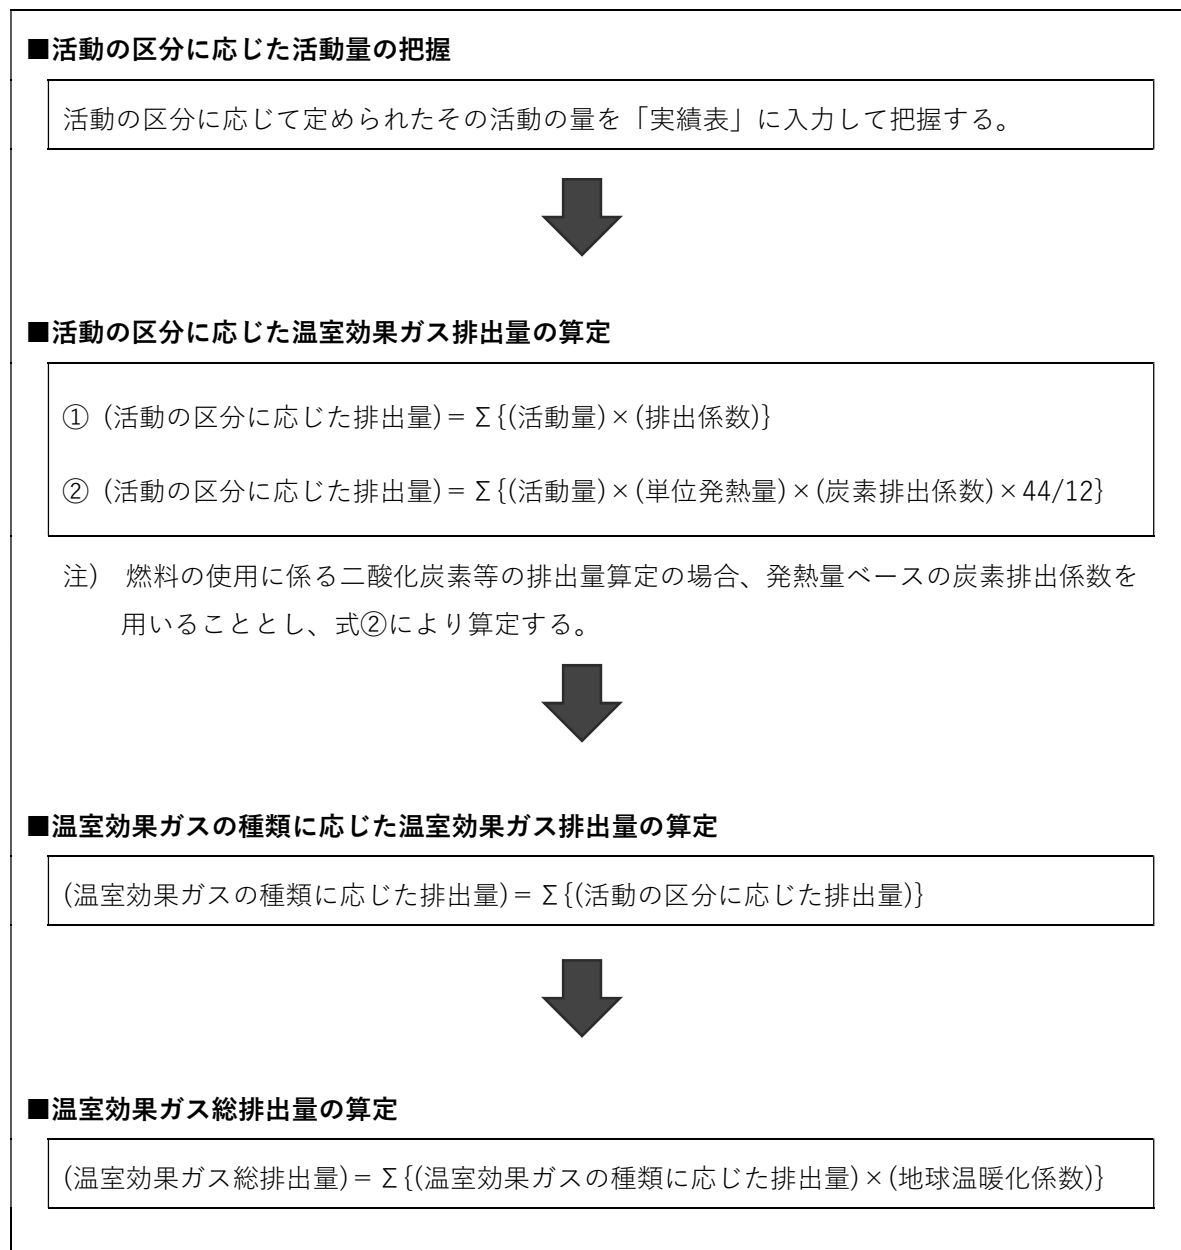 ■活動の区分に応じた活動量の把握
活動の区分に応じて定められたその活動の量を「実績表」に入力して把握する。
■活動の区分に応じた温室効果ガス排出量の算定
① (活動の区分に応じた排出量)=Σ{(活動量)×(排出係数)}
② (活動の区分に応じた排出量)=Σ{(活動量)×(単位発熱量)×(炭素排出係数)×44/12}
注) 燃料の使用に係る二酸化炭素等の排出量算定の場合、発熱量ベースの炭素排出係数を
用いることとし、式②により算定する。
■温室効果ガスの種類に応じた温室効果ガス排出量の算定
(温室効果ガスの種類に応じた排出量)=Σ{(活動の区分に応じた排出量)}
■温室効果ガス総排出量の算定
(温室効果ガス総排出量)=Σ{(温室効果ガスの種類に応じた排出量)×(地球温暖化係数)}